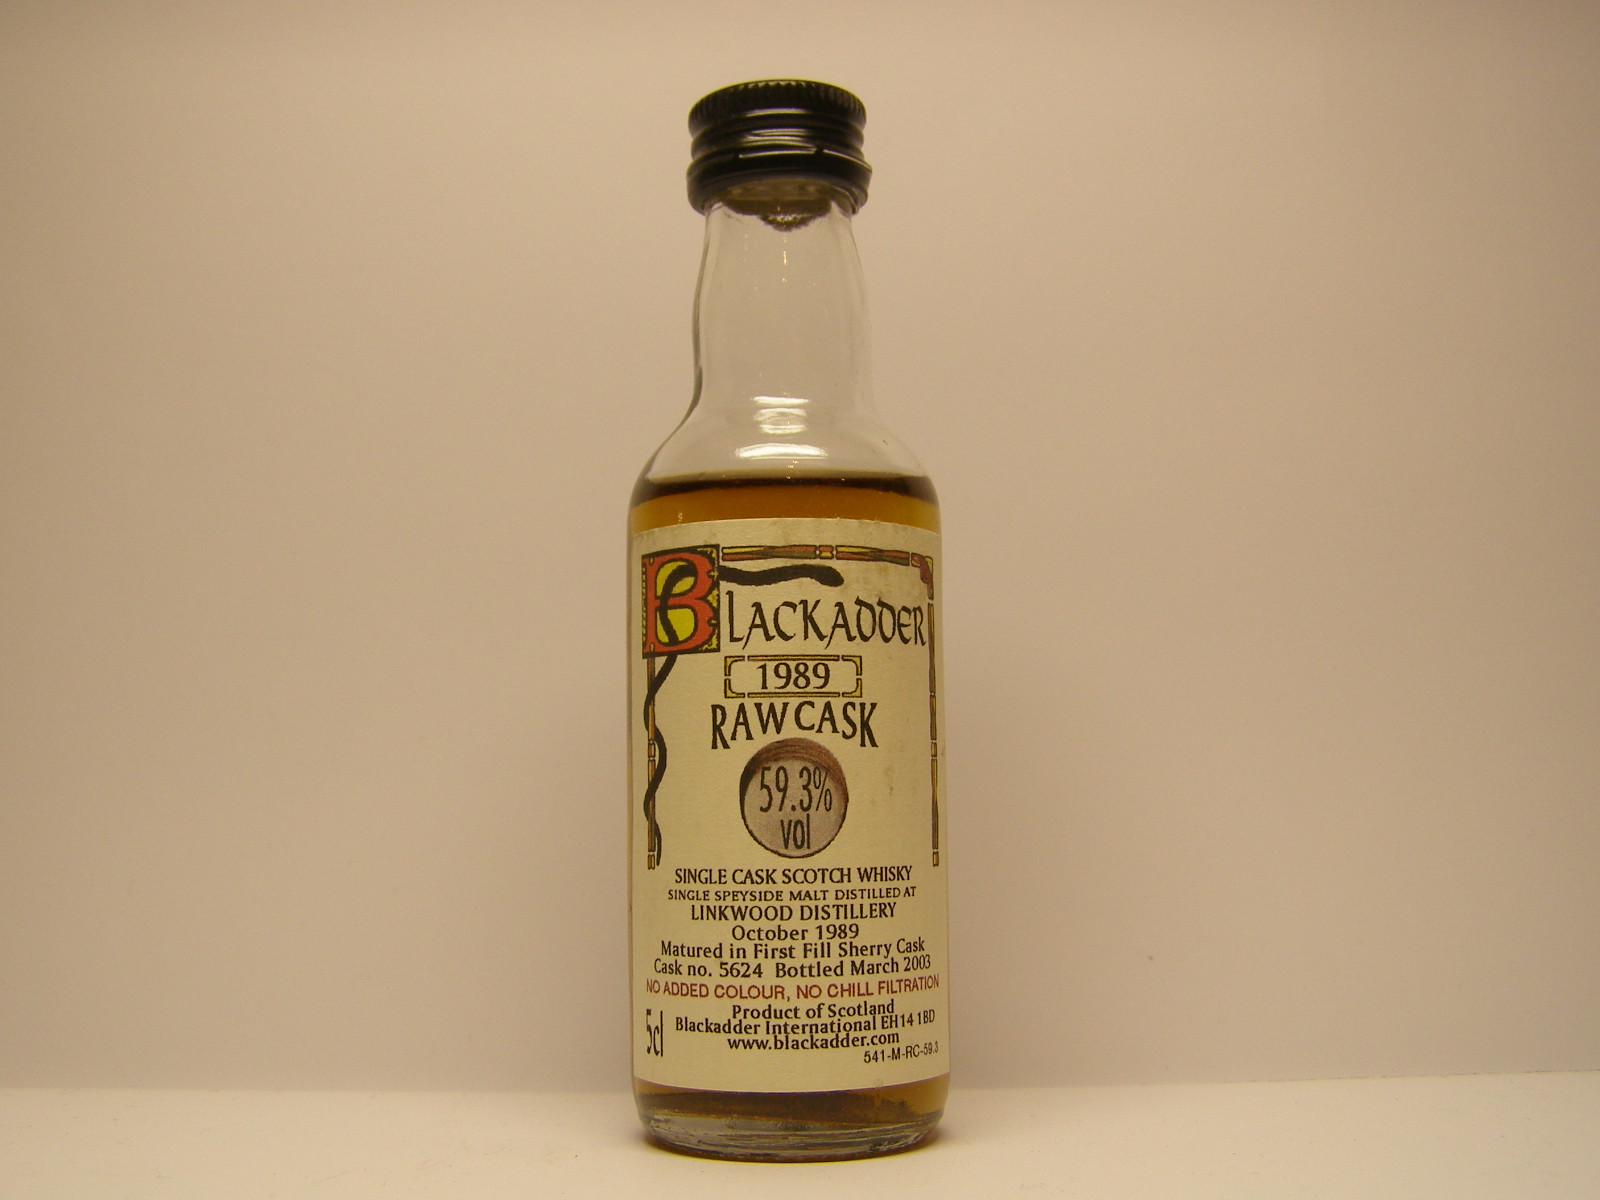 BLACKADDER
1989
RAW CASK
59.3%
vol
SINGLE CASK SCOTCH WHISKY
SINGLE SPEYSIDE MALT DISTILLED AT
LINKWOOD DISTILLERY
October 1989
Matured in First Fill Sherry Cask
Cask no. 5624 Bottled March 2003
NO ADDED COLOUR, NO CHILL FILTRATION
Product of Scotland
5cl Blackadder International EH14 1BD
www.blackadder.com
541-M-RC-59.3